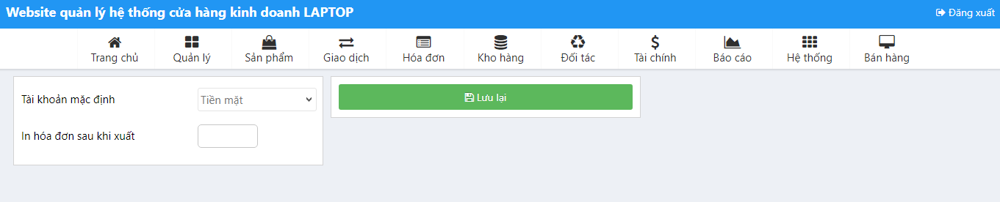 Website quản lý hệ thống cửa hàng kinh doanh LAPTOP
Đăng xuất
Trang chủ Quản lý Sản phẩm Giao dịch Hóa đơn Kho hàng Đối tác Tài chính Báo cáo Hệ thống Bán hàng
Tài khoản mặc định Tiền mặt
Lưu lại
In hóa đơn sau khi xuất